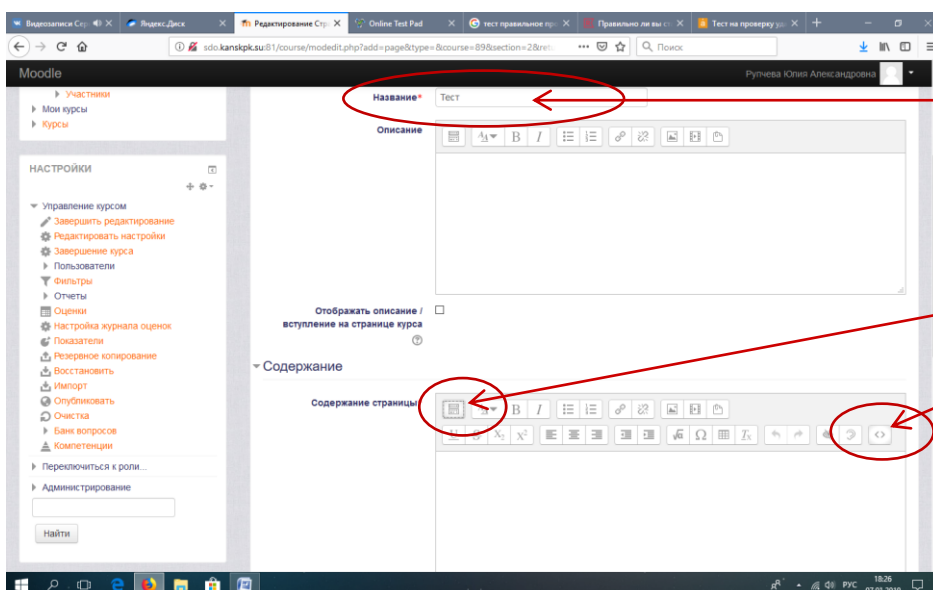 Видеозаписи Сер
Яндекс.Диск
Редактирование Стр
Online Test Pad
тест правильное пр
Правильно ли вы с
Тест на проверку у
sdo.kanskpk.su:81/course/modedit.php?add=page&type=&course=89&section=2&ret
Поиск
Moodle
Рупчева Юлия Александровна
Участники
Мои курсы
Курсы
НАСТРОЙКИ
Управление курсом
Завершить редактирование
Редактировать настройки
Завершение курса
Пользователи
Фильтры
Отчеты
Оценки
Настройка журнала оценок
Показатели
Резервное копирование
Восстановить
Импорт
Опубликовать
Очистка
Банк вопросов
Компетенции
Переключиться к роли...
Администрирование
Найти
Название*
Тест
Описание
Отображать описание /
вступление на странице курса
Содержание
Содержание страницы
РУС
18:26
07.01.2019